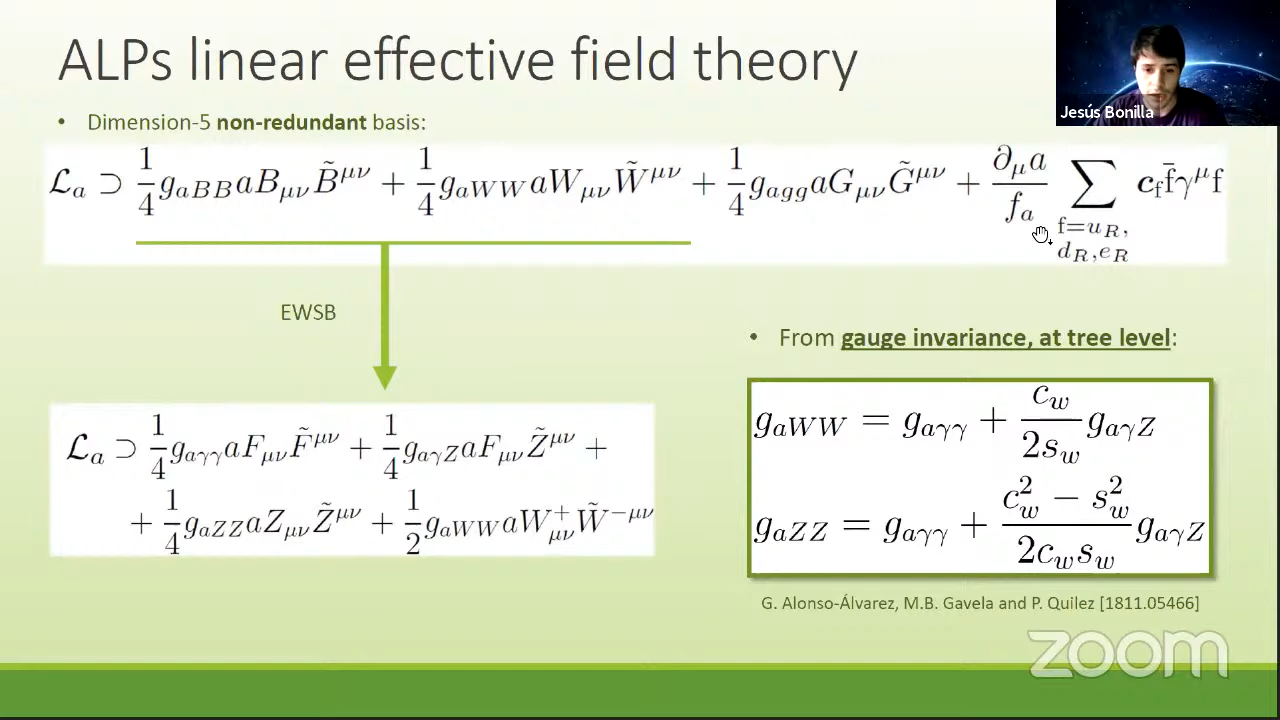 ALPs linear effective field theory
Jesús Bonilla
• Dimension-5 non-redundant basis:
ℒₐ ⊃ 1/4 g_{aBB} a B_{μν} B̃^{μν} + 1/4 g_{aWW} a W_{μν} W̃^{μν} + 1/4 g_{agg} a G_{μν} G̃^{μν} + ∂_μ a / f_a ∑_{f=u_R, d_R, e_R} c_f f̄ γ^μ f
EWSB
• From gauge invariance, at tree level:
ℒₐ ⊃ 1/4 g_{aγγ} a F_{μν} F̃^{μν} + 1/4 g_{aγZ} a F_{μν} Z̃^{μν} +
+ 1/4 g_{aZZ} a Z_{μν} Z̃^{μν} + 1/2 g_{aWW} a W^+_{μν} W̃^{-μν}
g_{aWW} = g_{aγγ} + c_w / 2s_w g_{aγZ}
g_{aZZ} = g_{aγγ} + c_w^2 − s_w^2 / 2c_w s_w g_{aγZ}
G. Alonso-Álvarez, M.B. Gavela and P. Quilez [1811.05466]
zoom